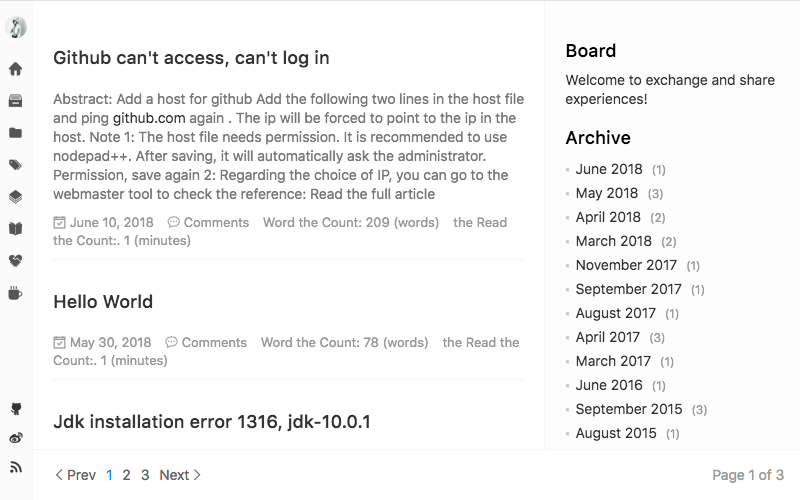 Github can't access, can't log in
Abstract: Add a host for github Add the following two lines in the host file
and ping github.com again . The ip will be forced to point to the ip in the
host. Note 1: The host file needs permission. It is recommended to use
nodepad++. After saving, it will automatically ask the administrator.
Permission, save again 2: Regarding the choice of IP, you can go to the
webmaster tool to check the reference: Read the full article
June 10, 2018 Comments Word the Count: 209 (words) the Read
the Count:. 1 (minutes)
Hello World
May 30, 2018 Comments Word the Count: 78 (words) the Read the
Count:. 1 (minutes)
Jdk installation error 1316, jdk-10.0.1
Prev 1 2 3 Next
Board
Welcome to exchange and share
experiences!
Archive
June 2018 (1)
May 2018 (3)
April 2018 (2)
March 2018 (2)
November 2017 (1)
September 2017 (1)
August 2017 (1)
April 2017 (3)
March 2017 (1)
June 2016 (1)
September 2015 (3)
August 2015 (1)
Page 1 of 3